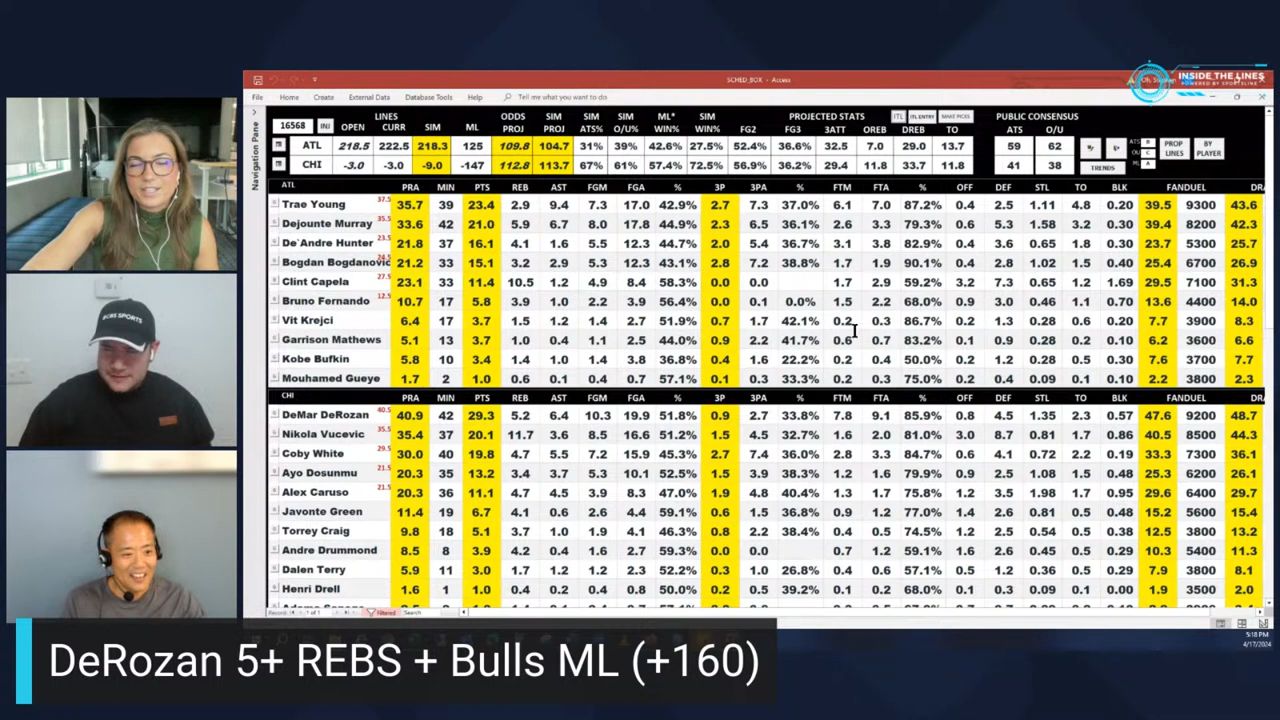 SCHED_BOX - Access
INSIDE THE LINES
POWERED BY SPORTSLINE
File Home Create External Data Database Tools Help Tell me what you want to do
Navigation Pane
LINES ODDS SIM SIM SIM ML* SIM PROJECTED STATS ITL ITL ENTRY MAKE PICKS PUBLIC CONSENSUS
16568 INJ OPEN CURR SIM ML PROJ PROJ ATS% O/U% WIN% WIN% FG2 FG3 3ATT OREB DREB TO ATS O/U
ATL 218.5 222.5 218.3 125 109.8 104.7 31% 39% 42.6% 27.5% 52.4% 36.6% 32.5 7.0 29.0 13.7 59 62
CHI -3.0 -3.0 -9.0 -147 112.8 113.7 67% 61% 57.4% 72.5% 56.9% 36.2% 29.4 11.8 33.7 11.8 41 38
TRENDS PROP LINES BY PLAYER
ATL PRA MIN PTS REB AST FGM FGA % 3P 3PA % FTM FTA % OFF DEF STL TO BLK FANDUEL
Trae Young 37.5 35.7 39 23.4 2.9 9.4 7.3 17.0 42.9% 2.7 7.3 37.0% 6.1 7.0 87.2% 0.4 2.5 1.11 4.8 0.20 39.5 9300 43.6
Dejounte Murray 35.5 33.6 42 21.0 5.9 6.7 8.0 17.8 44.9% 2.3 6.5 36.1% 2.6 3.3 79.3% 0.6 5.3 1.58 3.2 0.30 39.4 8200 42.3
De`Andre Hunter 23.5 21.8 37 16.1 4.1 1.6 5.5 12.3 44.7% 2.0 5.4 36.7% 3.1 3.8 82.9% 0.4 3.6 0.65 1.8 0.30 23.7 5300 25.7
Bogdan Bogdanovic 21.2 33 15.1 3.2 2.9 5.3 12.3 43.1% 2.8 7.2 38.8% 1.7 1.9 90.1% 0.4 2.8 1.02 1.5 0.40 25.4 6700 26.9
Clint Capela 27.5 23.1 33 11.4 10.5 1.2 4.9 8.4 58.3% 0.0 0.0 1.7 2.9 59.2% 3.2 7.3 0.65 1.2 1.69 29.5 7100 31.3
Bruno Fernando 12.5 10.7 17 5.8 3.9 1.0 2.2 3.9 56.4% 0.0 0.1 0.0% 1.5 2.2 68.0% 0.9 3.0 0.46 1.1 0.70 13.6 4400 14.0
Vit Krejci 6.4 17 3.7 1.5 1.2 1.4 2.7 51.9% 0.7 1.7 42.1% 0.2 0.3 86.7% 0.2 1.3 0.28 0.6 0.20 7.7 3900 8.3
Garrison Mathews 5.1 13 3.7 1.0 0.4 1.1 2.5 44.0% 0.9 2.2 41.7% 0.6 0.7 83.2% 0.1 0.9 0.28 0.2 0.10 6.2 3600 6.6
Kobe Bufkin 5.8 10 3.4 1.4 1.0 1.4 3.8 36.8% 0.4 1.6 22.2% 0.2 0.4 50.0% 0.2 1.2 0.28 0.5 0.30 7.6 3700 7.7
Mouhamed Gueye 1.7 2 1.0 0.6 0.1 0.4 0.7 57.1% 0.1 0.3 33.3% 0.2 0.3 75.0% 0.2 0.4 0.09 0.1 0.10 2.2 3800 2.3
CHI PRA MIN PTS REB AST FGM FGA % 3P 3PA % FTM FTA % OFF DEF STL TO BLK FANDUEL
DeMar DeRozan 40.5 40.9 42 29.3 5.2 6.4 10.3 19.9 51.8% 0.9 2.7 33.8% 7.8 9.1 85.9% 0.8 4.5 1.35 2.3 0.57 47.6 9200 48.7
Nikola Vucevic 35.5 35.4 37 20.1 11.7 3.6 8.5 16.6 51.2% 1.5 4.5 32.7% 1.6 2.0 81.0% 3.0 8.7 0.81 1.7 0.86 40.5 8500 44.3
Coby White 29.5 30.0 40 19.8 4.7 5.5 7.2 15.9 45.3% 2.7 7.4 36.0% 2.8 3.3 84.7% 0.6 4.1 0.72 2.2 0.19 33.3 7300 36.1
Ayo Dosunmu 21.5 20.3 35 13.2 3.4 3.7 5.3 10.1 52.5% 1.5 3.9 38.3% 1.2 1.6 79.9% 0.9 2.5 1.08 1.5 0.48 25.3 6200 26.1
Alex Caruso 21.5 20.3 36 11.1 4.7 4.5 3.9 8.3 47.0% 1.9 4.8 40.4% 1.3 1.7 75.8% 1.2 3.5 1.98 1.7 0.95 29.6 6400 29.7
Javonte Green 11.4 19 6.7 4.1 0.6 2.6 4.4 59.1% 0.6 1.5 36.8% 0.9 1.2 77.0% 1.4 2.6 0.81 0.5 0.48 15.2 5600 15.4
Torrey Craig 9.8 18 5.1 3.7 1.0 1.9 4.1 46.3% 0.8 2.2 38.4% 0.4 0.5 74.5% 1.2 2.5 0.54 0.5 0.38 12.5 3800 13.2
Andre Drummond 8.5 8 3.9 4.2 0.4 1.6 2.7 59.3% 0.0 0.0 0.7 1.2 59.1% 1.6 2.6 0.45 0.5 0.29 10.3 5400 11.3
Dalen Terry 5.9 11 3.0 1.7 1.2 1.2 2.3 52.2% 0.3 1.0 26.8% 0.4 0.6 57.1% 0.5 1.2 0.36 0.5 0.29 7.9 3800 8.1
Henri Drell 1.6 1 1.0 0.4 0.2 0.4 0.8 50.0% 0.2 0.5 39.2% 0.1 0.2 68.0% 0.1 0.3 0.09 0.1 0.00 1.9 3500 2.0
Record: 1 of 1 Filtered Search
CBS SPORTS
5:18 PM
4/17/2024
DeRozan 5+ REBS + Bulls ML (+160)